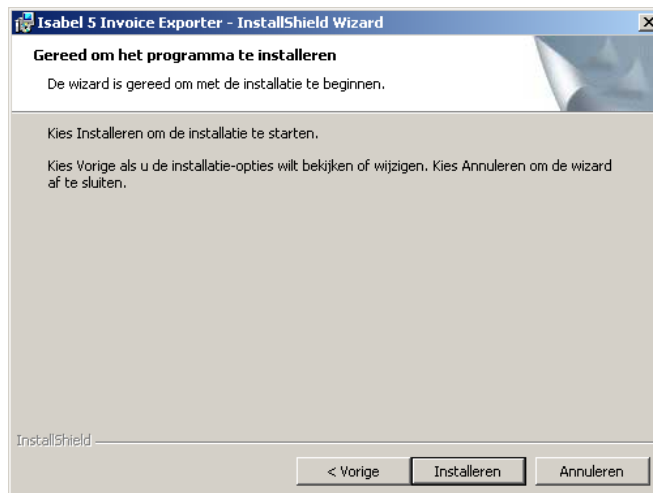 Isabel 5 Invoice Exporter - InstallShield Wizard
Gereed om het programma te installeren
De wizard is gereed om met de installatie te beginnen.
Kies Installeren om de installatie te starten.
Kies Vorige als u de installatie-opties wilt bekijken of wijzigen. Kies Annuleren om de wizard
af te sluiten.
InstallShield
< Vorige
Installeren
Annuleren